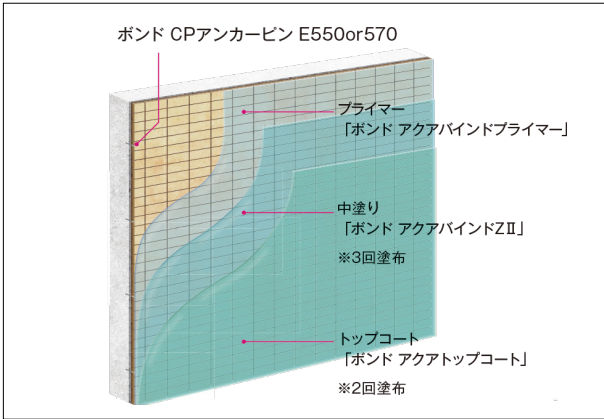 ボンド CPアンカーピン E550or570
プライマー
「ボンド アクアバインドプライマー」
中塗り
「ボンド アクアバインドZⅡ」
※3回塗布
トップコート
「ボンド アクアトップコート」
※2回塗布